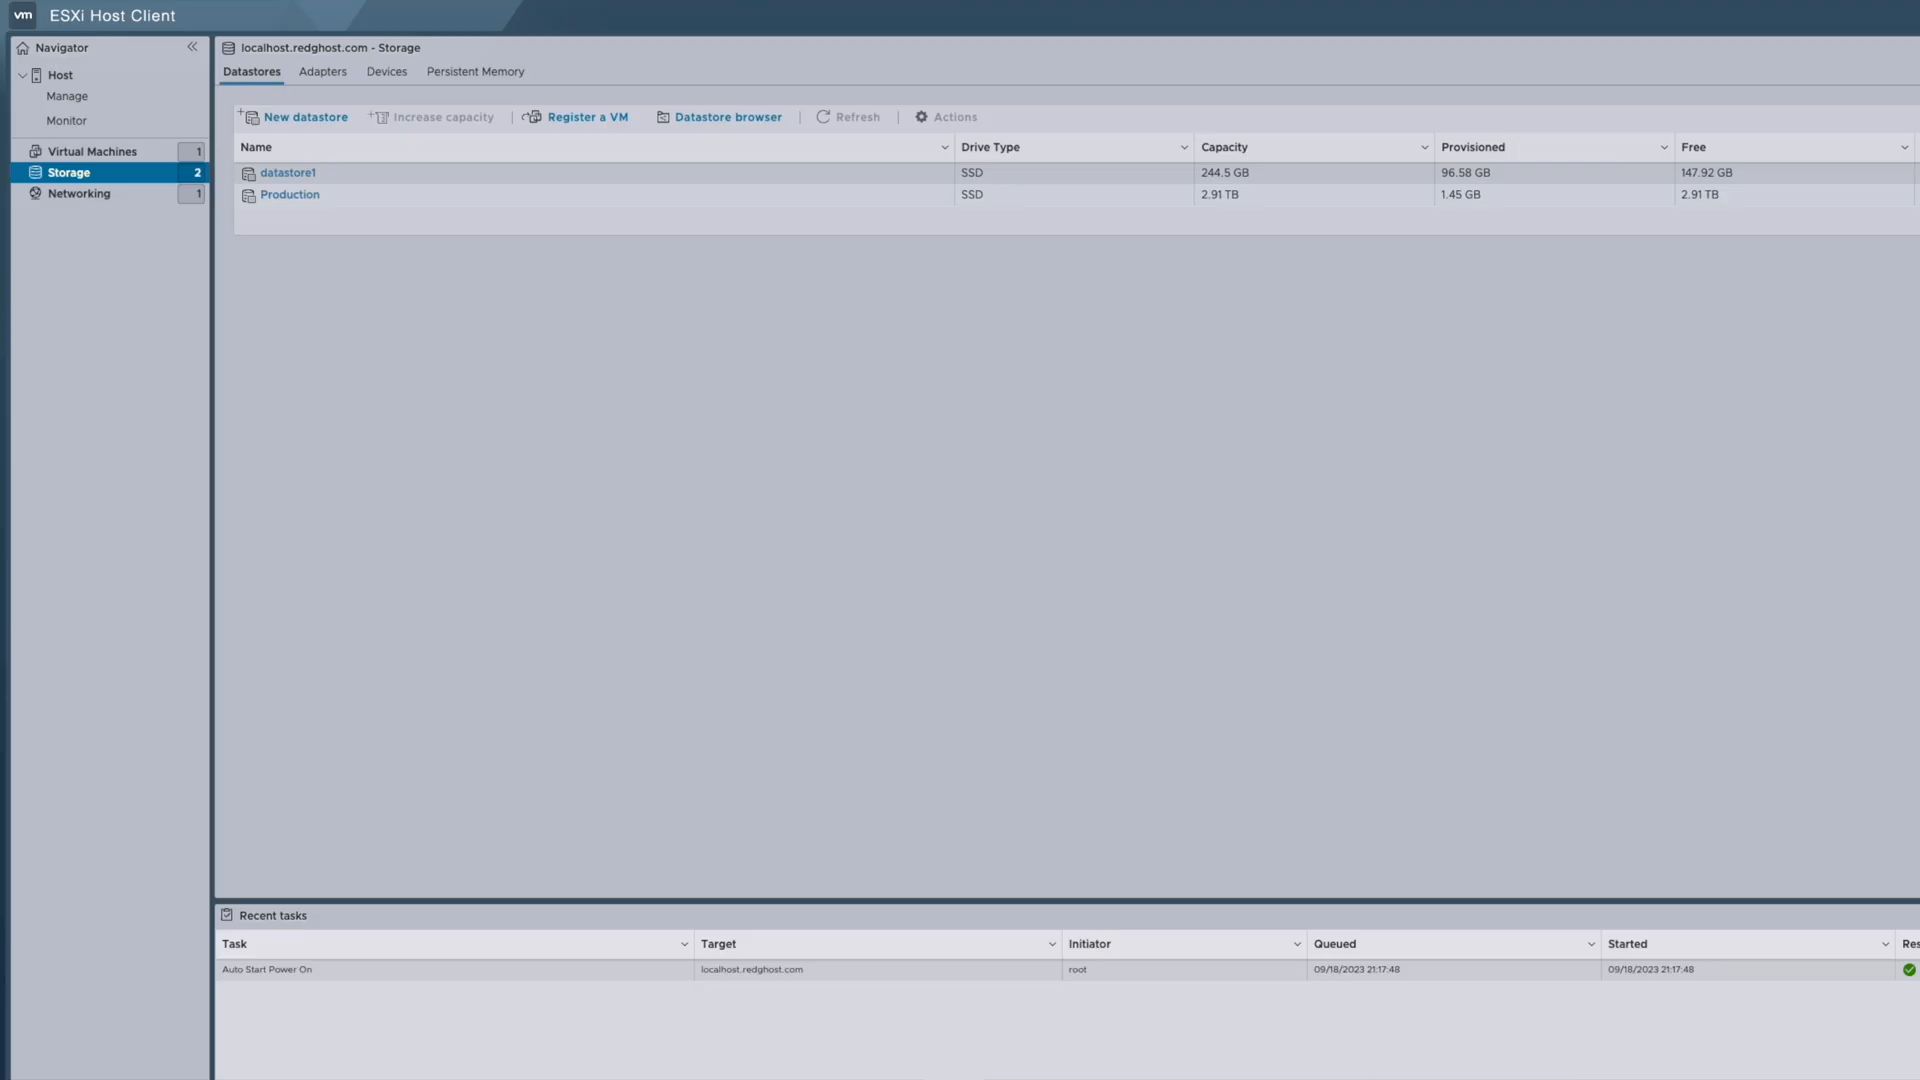 vm ESXi Host Client
Navigator
localhost.redghost.com - Storage
Host
Manage
Monitor
Virtual Machines 1
Storage 2
Networking 1
Datastores Adapters Devices Persistent Memory
New datastore Increase capacity | Register a VM Datastore browser | Refresh | Actions
Name Drive Type Capacity Provisioned Free
datastore1 SSD 244.5 GB 96.58 GB 147.92 GB
Production SSD 2.91 TB 1.45 GB 2.91 TB
Recent tasks
Task Target Initiator Queued Started Res
Auto Start Power On localhost.redghost.com root 09/18/2023 21:17:48 09/18/2023 21:17:48